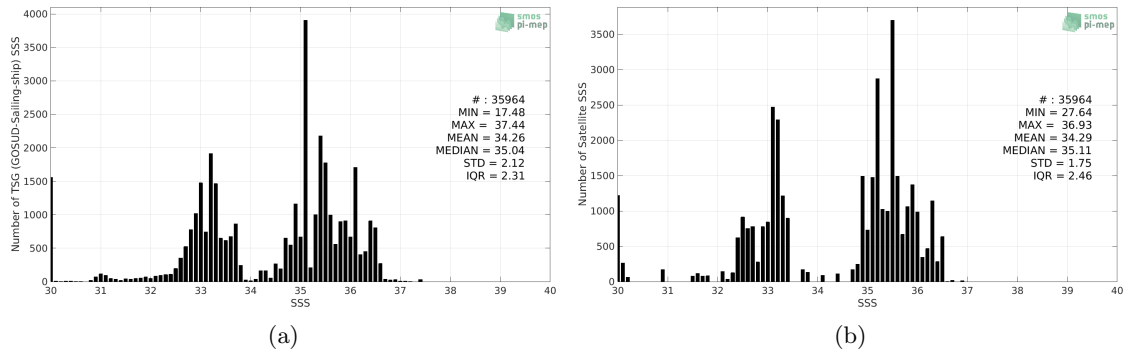 smos
pi-mep
Number of TSG (GOSUD-Sailing-ship) SSS
4000
3500
3000
2500
2000
1500
1000
500
0
# : 35964
MIN = 17.48
MAX = 37.44
MEAN = 34.26
MEDIAN = 35.04
STD = 2.12
IQR = 2.31
30 31 32 33 34 35 36 37 38 39 40
SSS
(a)
smos
pi-mep
Number of Satellite SSS
3500
3000
2500
2000
1500
1000
500
0
# : 35964
MIN = 27.64
MAX = 36.93
MEAN = 34.29
MEDIAN = 35.11
STD = 1.75
IQR = 2.46
30 31 32 33 34 35 36 37 38 39 40
SSS
(b)